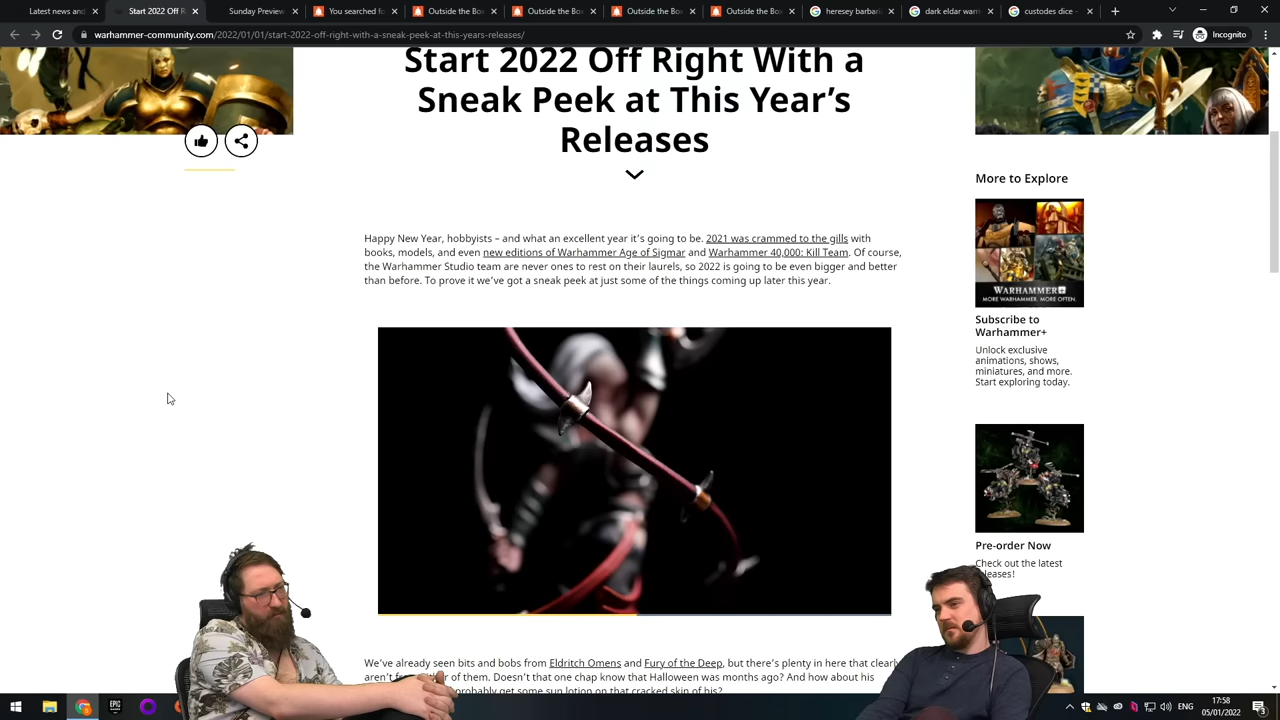 Latest news and
Start 2022 Off R
Sunday Preview
You searched fo
Outside the Box
Outside the Box
Outside the Box
Outside the Box
heresey barbari
dark eldar warr
custodes dice -
warhammer-community.com/2022/01/01/start-2022-off-right-with-a-sneak-peek-at-this-years-releases/
Incognito
Start 2022 Off Right With a
Sneak Peek at This Year's
Releases
More to Explore
Happy New Year, hobbyists – and what an excellent year it's going to be. 2021 was crammed to the gills with
books, models, and even new editions of Warhammer Age of Sigmar and Warhammer 40,000: Kill Team. Of course,
the Warhammer Studio team are never ones to rest on their laurels, so 2022 is going to be even bigger and better
than before. To prove it we've got a sneak peek at just some of the things coming up later this year.
WARHAMMER+
MORE WARHAMMER. MORE OFTEN.
Subscribe to
Warhammer+
Unlock exclusive
animations, shows,
miniatures, and more.
Start exploring today.
Pre-order Now
Check out the latest
releases!
We've already seen bits and bobs from Eldritch Omens and Fury of the Deep, but there's plenty in here that clearly
aren't from either of them. Doesn't that one chap know that Halloween was months ago? And how about his
probably get some sun lotion on that cracked skin of his?
EPIC
ENG
17:58
05/01/2022